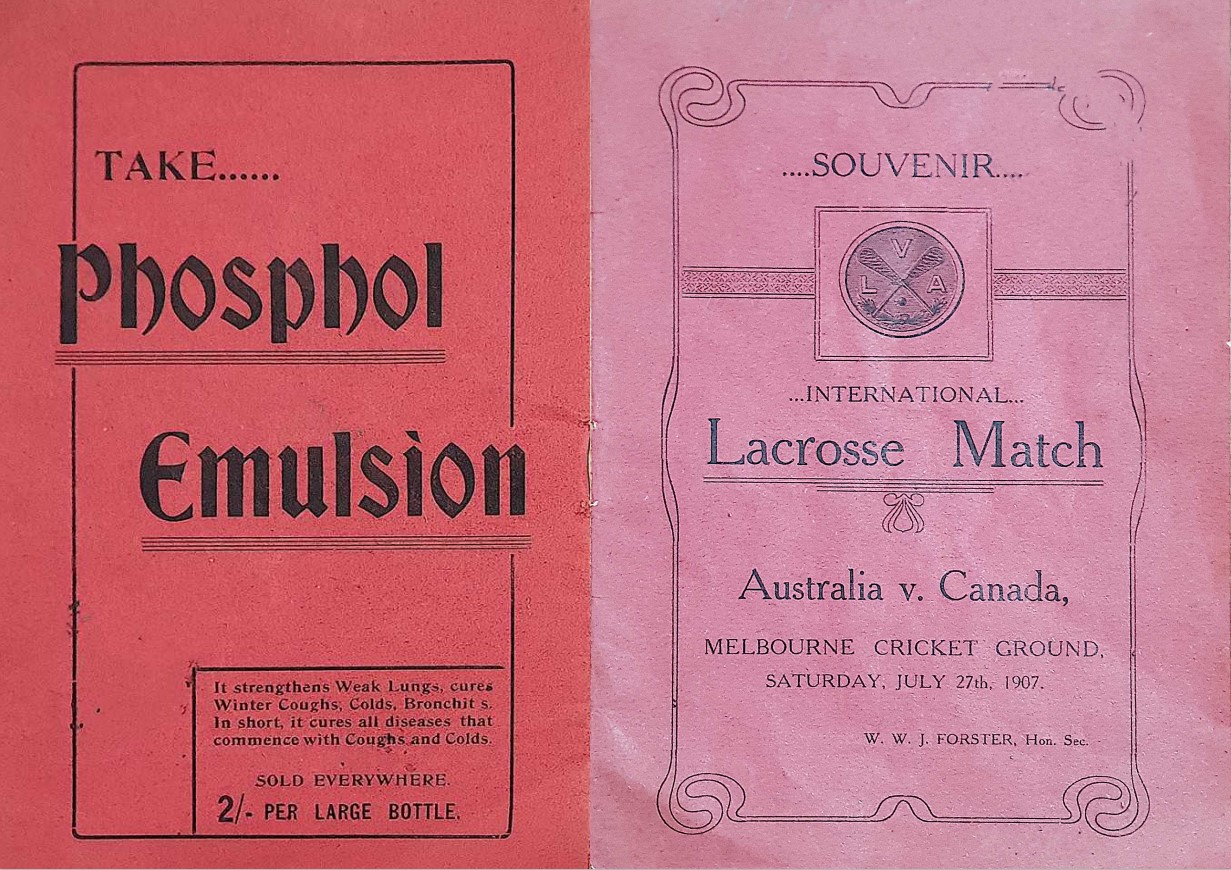 TAKE......
Phosphol
Emulsion
It strengthens Weak Lungs, cures
Winter Coughs, Colds, Bronchit s.
In short, it cures all diseases that
commence with Coughs and Colds.
SOLD EVERYWHERE.
2/- PER LARGE BOTTLE.
....SOUVENIR....
V
L A
...INTERNATIONAL...
Lacrosse Match
Australia v. Canada,
MELBOURNE CRICKET GROUND,
SATURDAY, JULY 27th, 1907.
W. W. J. FORSTER, Hon. Sec.